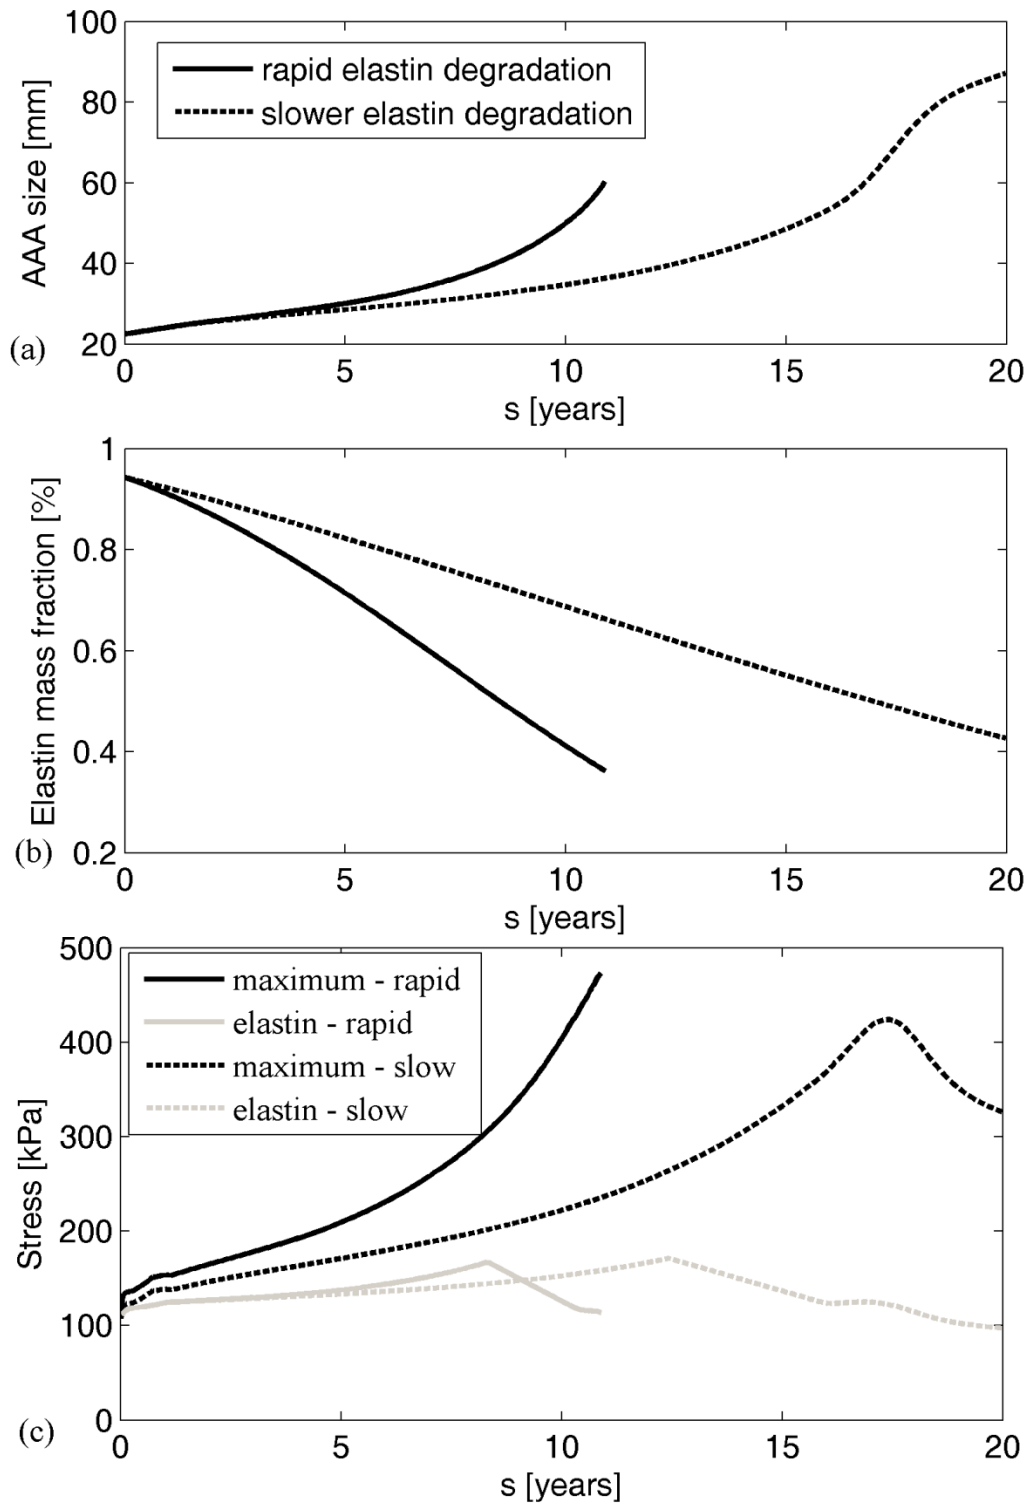 100
80
60
40
20
AAA size [mm]
rapid elastin degradation
slower elastin degradation
(a)
0 5 10 15 20
s [years]
1
0.8
0.6
0.4
0.2
Elastin mass fraction [%]
(b)
0 5 10 15 20
s [years]
500
400
300
200
100
0
Stress [kPa]
maximum - rapid
elastin - rapid
maximum - slow
elastin - slow
(c)
0 5 10 15 20
s [years]